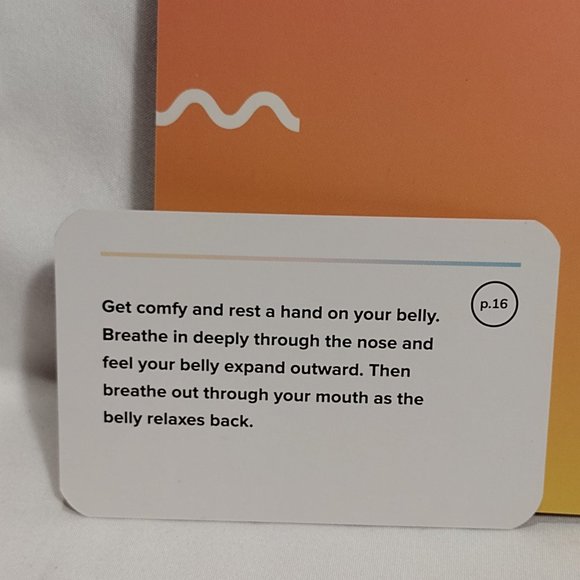 p.16
Get comfy and rest a hand on your belly.
Breathe in deeply through the nose and
feel your belly expand outward. Then
breathe out through your mouth as the
belly relaxes back.